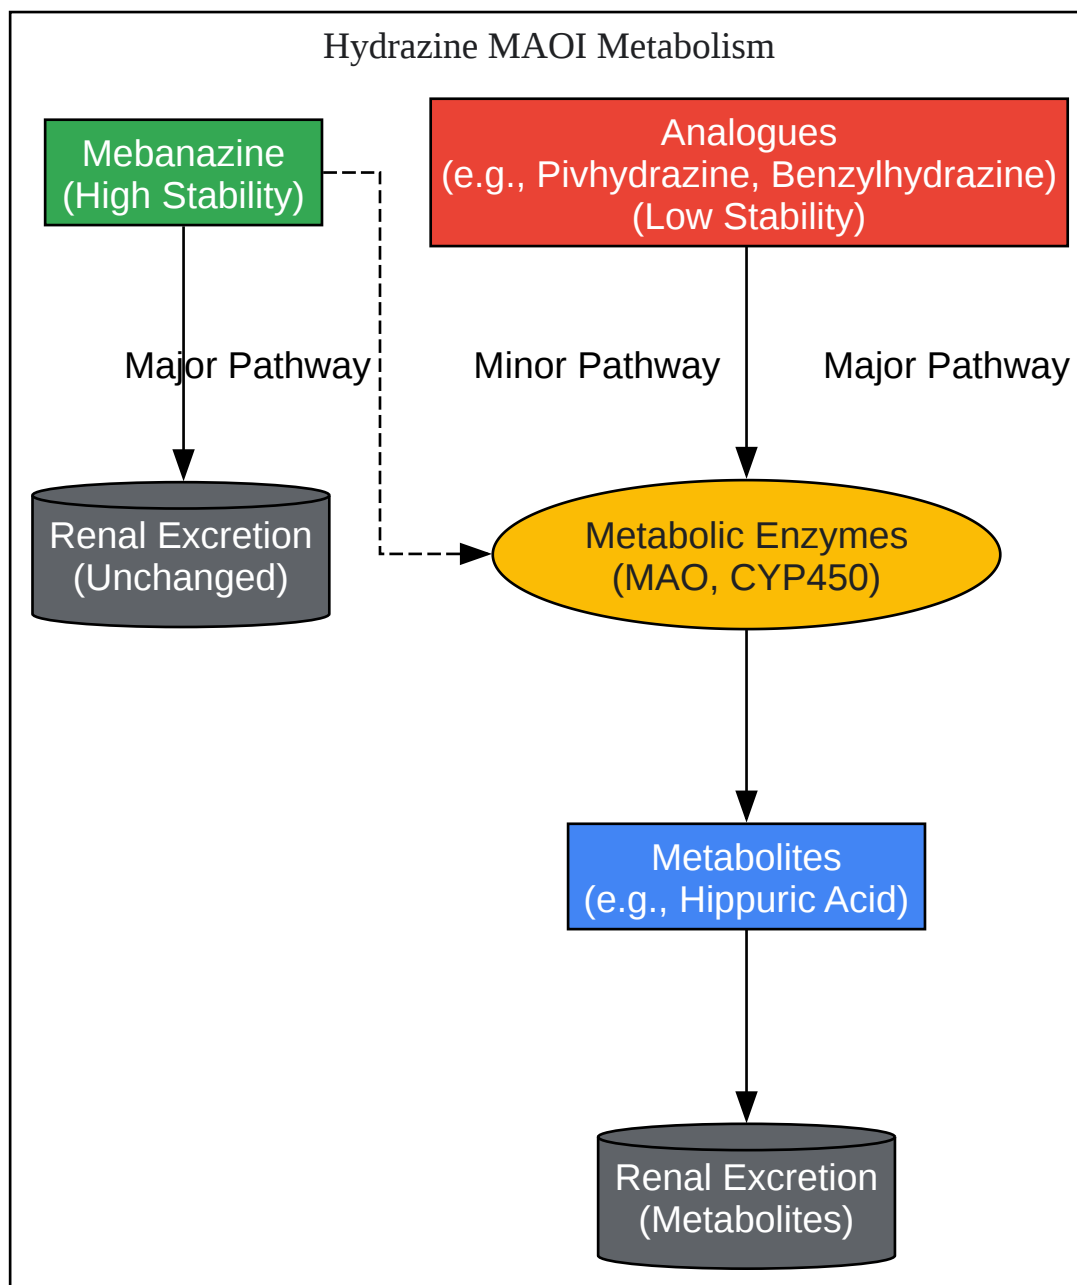 Hydrazine MAOI Metabolism
Mebanazine
(High Stability)
Analogues
(e.g., Pivhydrazine, Benzylhydrazine)
(Low Stability)
Major Pathway
Minor Pathway
Major Pathway
Renal Excretion
(Unchanged)
Metabolic Enzymes
(MAO, CYP450)
Metabolites
(e.g., Hippuric Acid)
Renal Excretion
(Metabolites)